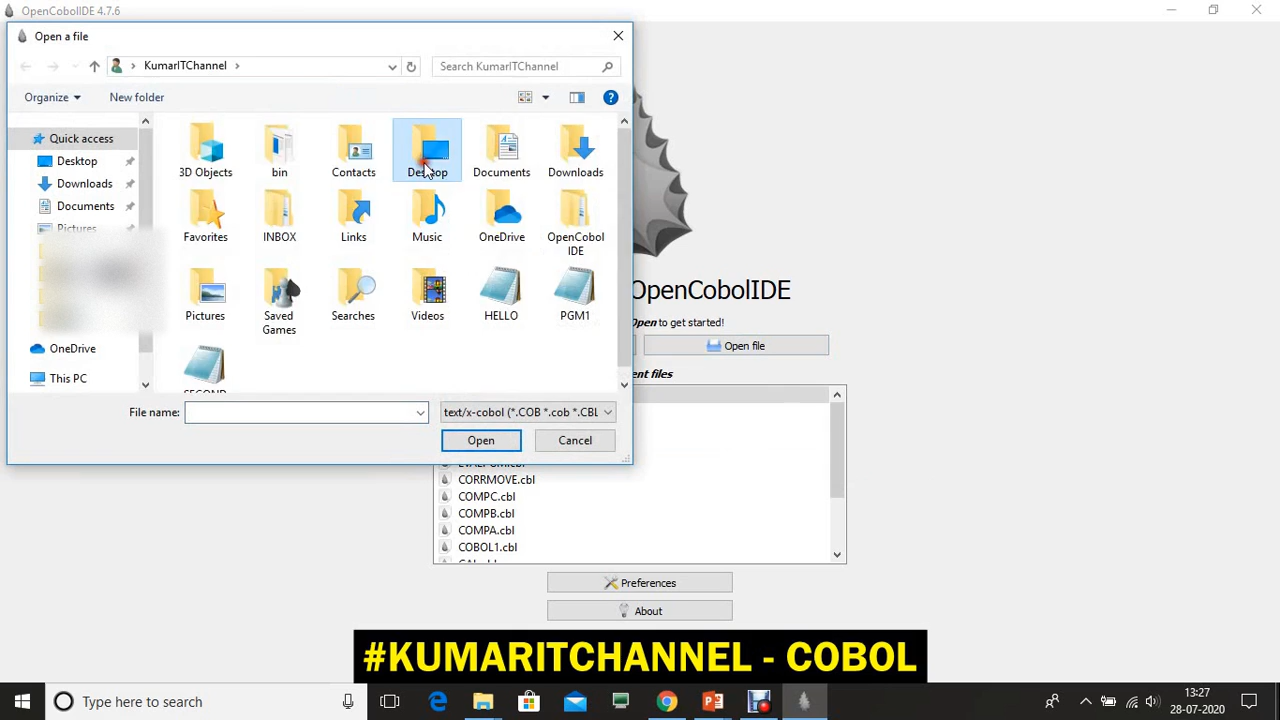 OpenCobolIDE 4.7.6
Open a file
KumarITChannel
Search KumarITChannel
Organize
New folder
Quick access
Desktop
Downloads
Documents
Pictures
OneDrive
This PC
3D Objects
bin
Contacts
Desktop
Documents
Downloads
Favorites
INBOX
Links
Music
OneDrive
OpenCobol
IDE
Pictures
Saved
Games
Searches
Videos
HELLO
PGM1
SECOND
File name:
text/x-cobol (*.COB *.cob *.CBL
Open
Cancel
OpenCobolIDE
Open to get started!
Open file
ent files
CORRMOVE.cbl
COMPC.cbl
COMPB.cbl
COMPA.cbl
COBOL1.cbl
Preferences
About
#KUMARITCHANNEL - COBOL
Type here to search
13:27
28-07-2020